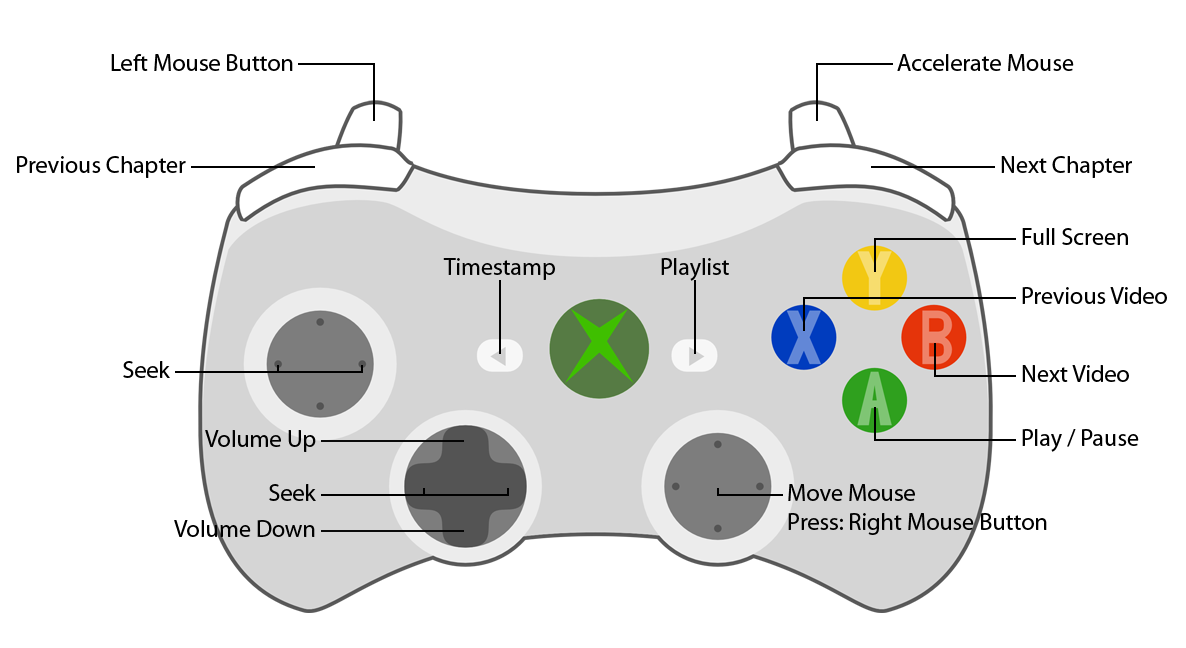 Left Mouse Button
Accelerate Mouse
Previous Chapter
Next Chapter
Full Screen
Timestamp
Playlist
Y
Previous Video
X
B
Seek
Next Video
A
Volume Up
Play / Pause
Seek
Move Mouse
Press: Right Mouse Button
Volume Down